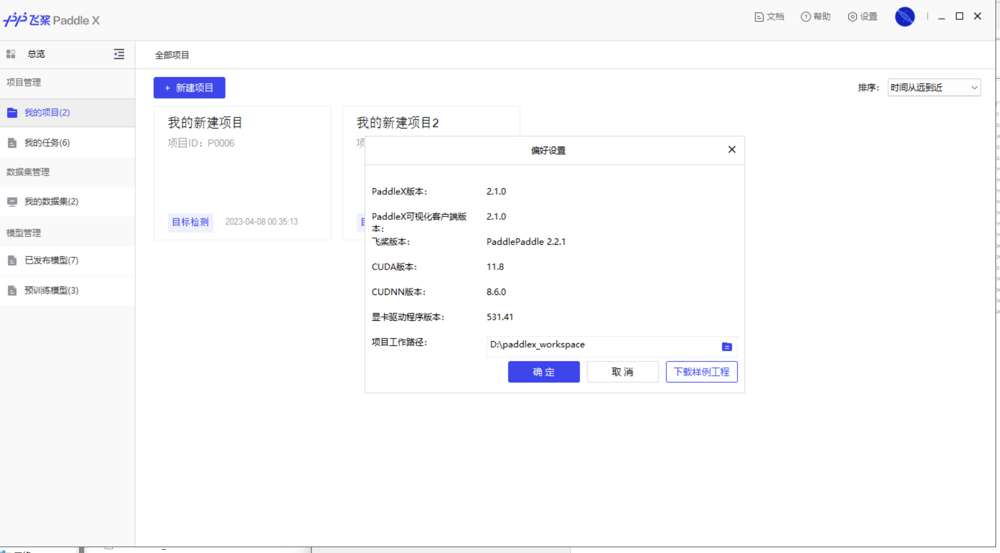 飞桨 Paddle X
文档
帮助
设置
总览
全部项目
项目管理
+ 新建项目
排序：
时间从远到近
我的项目(2)
我的任务(6)
数据集管理
我的数据集(2)
模型管理
已发布模型(7)
预训练模型(3)
我的新建项目
项目ID：P0006
目标检测
2023-04-08 00:35:13
我的新建项目2
偏好设置
PaddleX版本：
2.1.0
PaddleX可视化客户端版
本：
2.1.0
飞桨版本：
PaddlePaddle 2.2.1
CUDA版本：
11.8
CUDNN版本：
8.6.0
显卡驱动程序版本：
531.41
项目工作路径：
D:\paddlex_workspace
确 定
取 消
下载样例工程